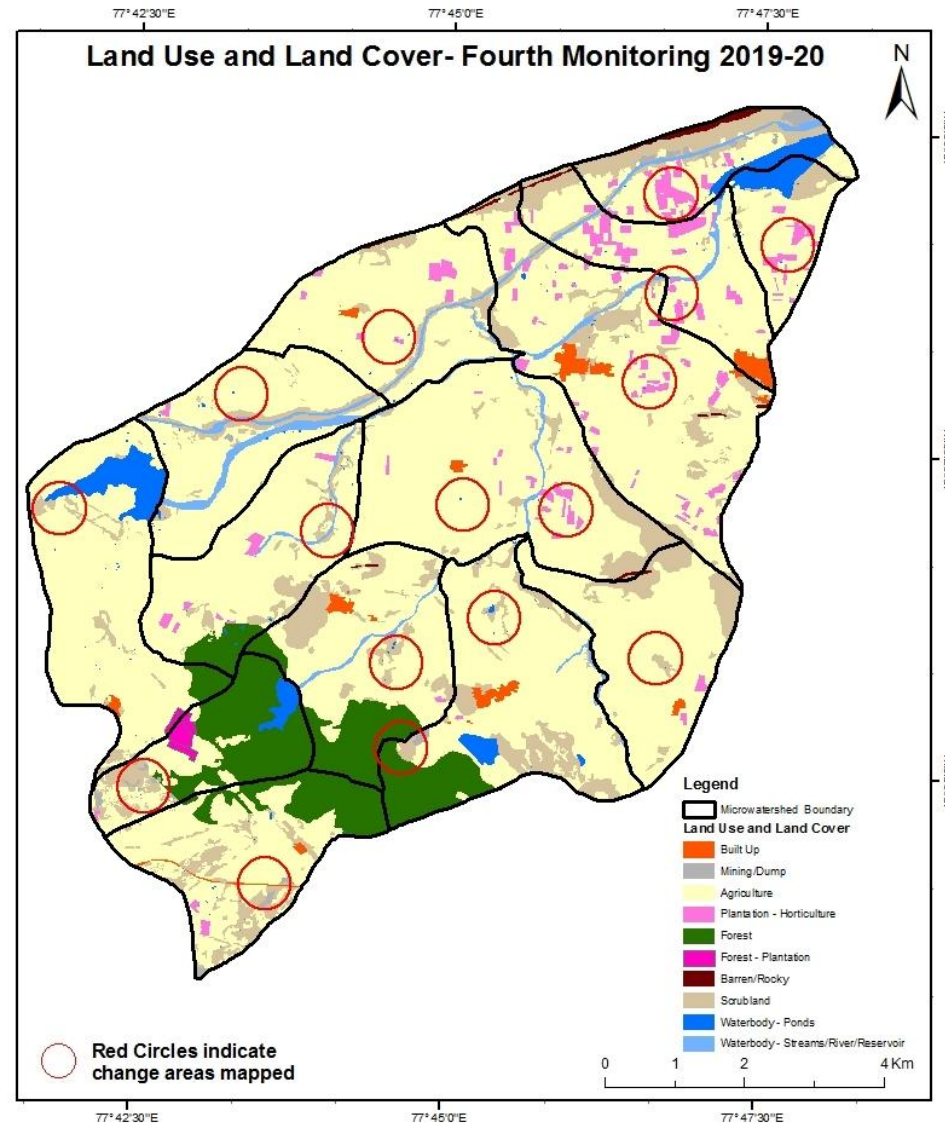 77°42'30"E 77°45'0"E 77°47'30"E
Land Use and Land Cover- Fourth Monitoring 2019-20
N
Legend
Microwatershed Boundary
Land Use and Land Cover
Built Up
Mining/Dump
Agriculture
Plantation - Horticulture
Forest
Forest - Plantation
Barren/Rocky
Scrubland
Waterbody - Ponds
Waterbody - Streams/River/Reservoir
Red Circles indicate
change areas mapped
0 1 2 4 Km
77°42'30"E 77°45'0"E 77°47'30"E